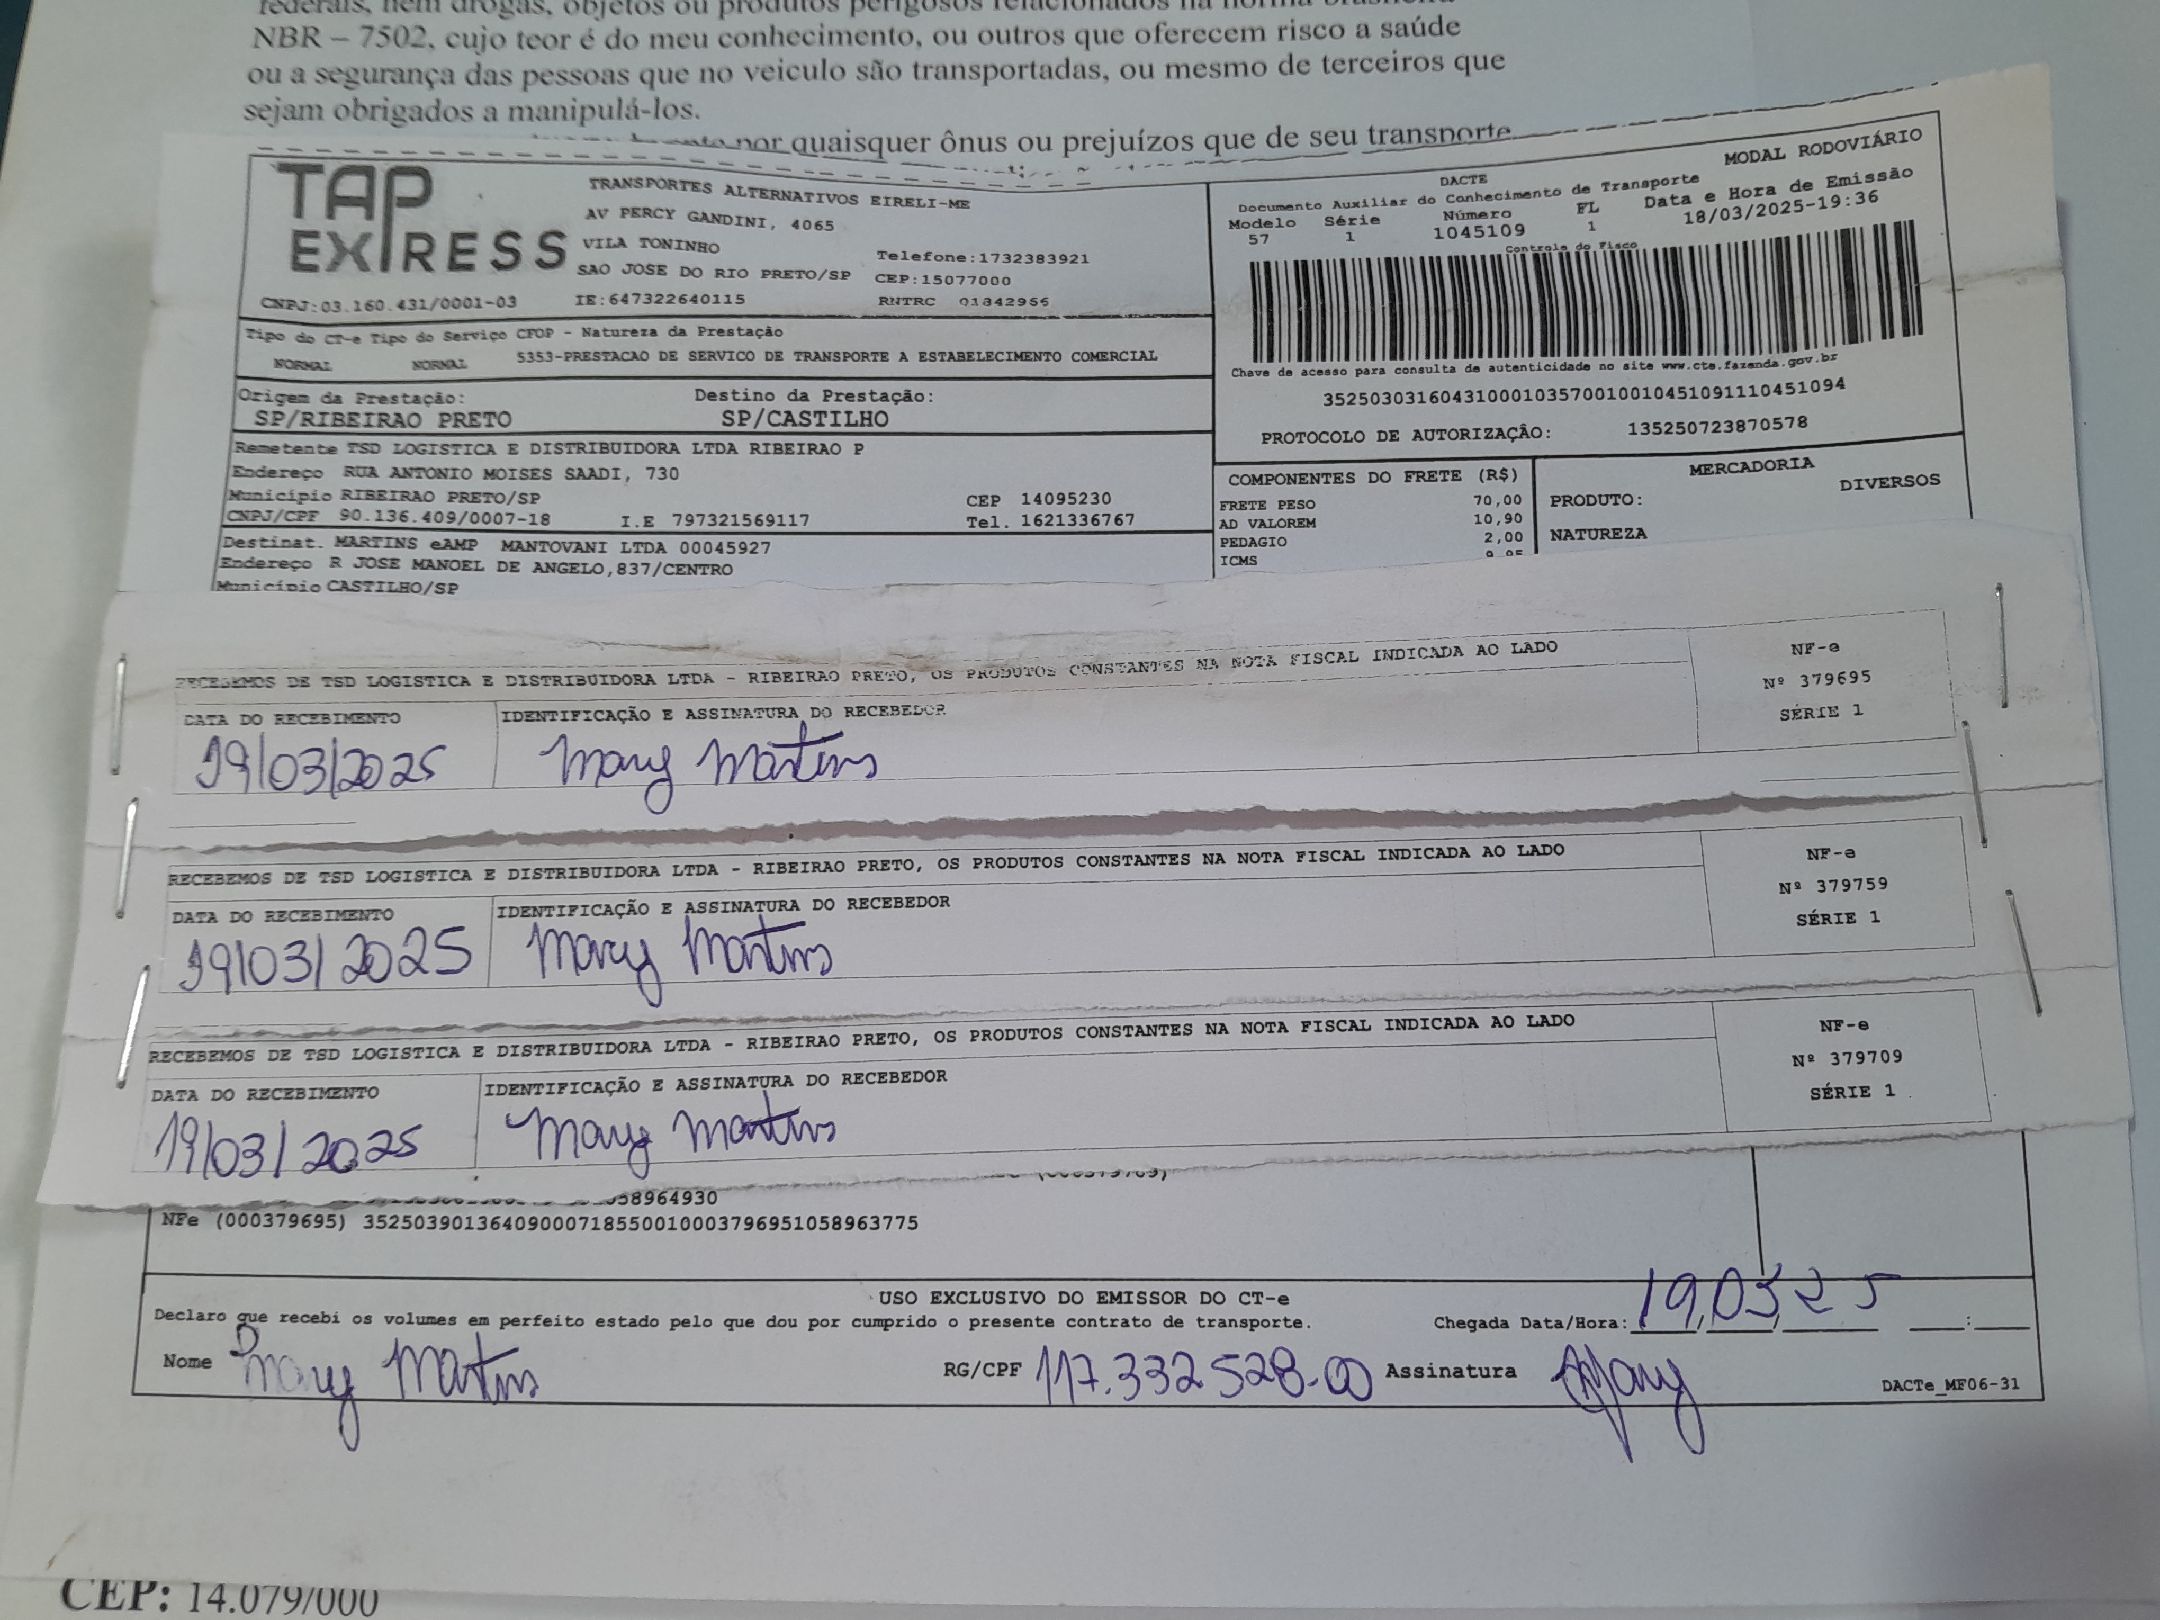 federais, nem drogas, objetos ou produtos perigosos relacionados na norma brasileira
NBR – 7502, cujo teor é do meu conhecimento, ou outros que oferecem risco a saúde
ou a segurança das pessoas que no veiculo são transportadas, ou mesmo de terceiros que
sejam obrigados a manipulá-los.
por quaisquer ônus ou prejuízos que de seu transporte
TAP EXPRESS
TRANSPORTES ALTERNATIVOS EIRELI-ME
AV PERCY GANDINI, 4065
VILA TONINHO
Telefone:1732383921
SAO JOSE DO RIO PRETO/SP CEP:15077000
CNPJ:03.160.431/0001-03 IE:647322640115 RNTRC 01842956
DACTE MODAL RODOVIÁRIO
Documento Auxiliar do Conhecimento de Transporte
Modelo Série Número FL Data e Hora de Emissão
57 1 1045109 1 18/03/2025-19:36
Controle do Fisco
Chave de acesso para consulta de autenticidade no site www.cte.fazenda.gov.br
35250303160431000103570010010451091110451094
PROTOCOLO DE AUTORIZAÇÃO: 135250723870578
Tipo do CT-e Tipo do Serviço CFOP - Natureza da Prestação
NORMAL NORMAL 5353-PRESTACAO DE SERVICO DE TRANSPORTE A ESTABELECIMENTO COMERCIAL
Origem da Prestação: Destino da Prestação:
SP/RIBEIRAO PRETO SP/CASTILHO
Remetente TSD LOGISTICA E DISTRIBUIDORA LTDA RIBEIRAO P
Endereço RUA ANTONIO MOISES SAADI, 730
Município RIBEIRAO PRETO/SP CEP 14095230
CNPJ/CPF 90.136.409/0007-18 I.E 797321569117 Tel. 1621336767
Destinat. MARTINS eAMP MANTOVANI LTDA 00045927
Endereço R JOSE MANOEL DE ANGELO,837/CENTRO
Município CASTILHO/SP
COMPONENTES DO FRETE (R$)
FRETE PESO 70,00
AD VALOREM 10,90
PEDAGIO 2,00
ICMS
MERCADORIA
PRODUTO: DIVERSOS
NATUREZA
RECEBEMOS DE TSD LOGISTICA E DISTRIBUIDORA LTDA - RIBEIRAO PRETO, OS PRODUTOS CONSTANTES NA NOTA FISCAL INDICADA AO LADO
NF-e
Nº 379695
SÉRIE 1
DATA DO RECEBIMENTO IDENTIFICAÇÃO E ASSINATURA DO RECEBEDOR
19/03/2025 Mary Martins
RECEBEMOS DE TSD LOGISTICA E DISTRIBUIDORA LTDA - RIBEIRAO PRETO, OS PRODUTOS CONSTANTES NA NOTA FISCAL INDICADA AO LADO
NF-e
Nº 379759
SÉRIE 1
DATA DO RECEBIMENTO IDENTIFICAÇÃO E ASSINATURA DO RECEBEDOR
19/03/2025 Mary Martins
RECEBEMOS DE TSD LOGISTICA E DISTRIBUIDORA LTDA - RIBEIRAO PRETO, OS PRODUTOS CONSTANTES NA NOTA FISCAL INDICADA AO LADO
NF-e
Nº 379709
SÉRIE 1
DATA DO RECEBIMENTO IDENTIFICAÇÃO E ASSINATURA DO RECEBEDOR
19/03/2025 Mary Martins
58964930
NFe (000379695) 35250390136409000718550010003796951058963775
USO EXCLUSIVO DO EMISSOR DO CT-e
Declaro que recebi os volumes em perfeito estado pelo que dou por cumprido o presente contrato de transporte. Chegada Data/Hora: 19,03,25 __:__
Nome Mary Martins RG/CPF 117.332528.00 Assinatura Mary
DACTe_MF06-31
CEP: 14.079/000